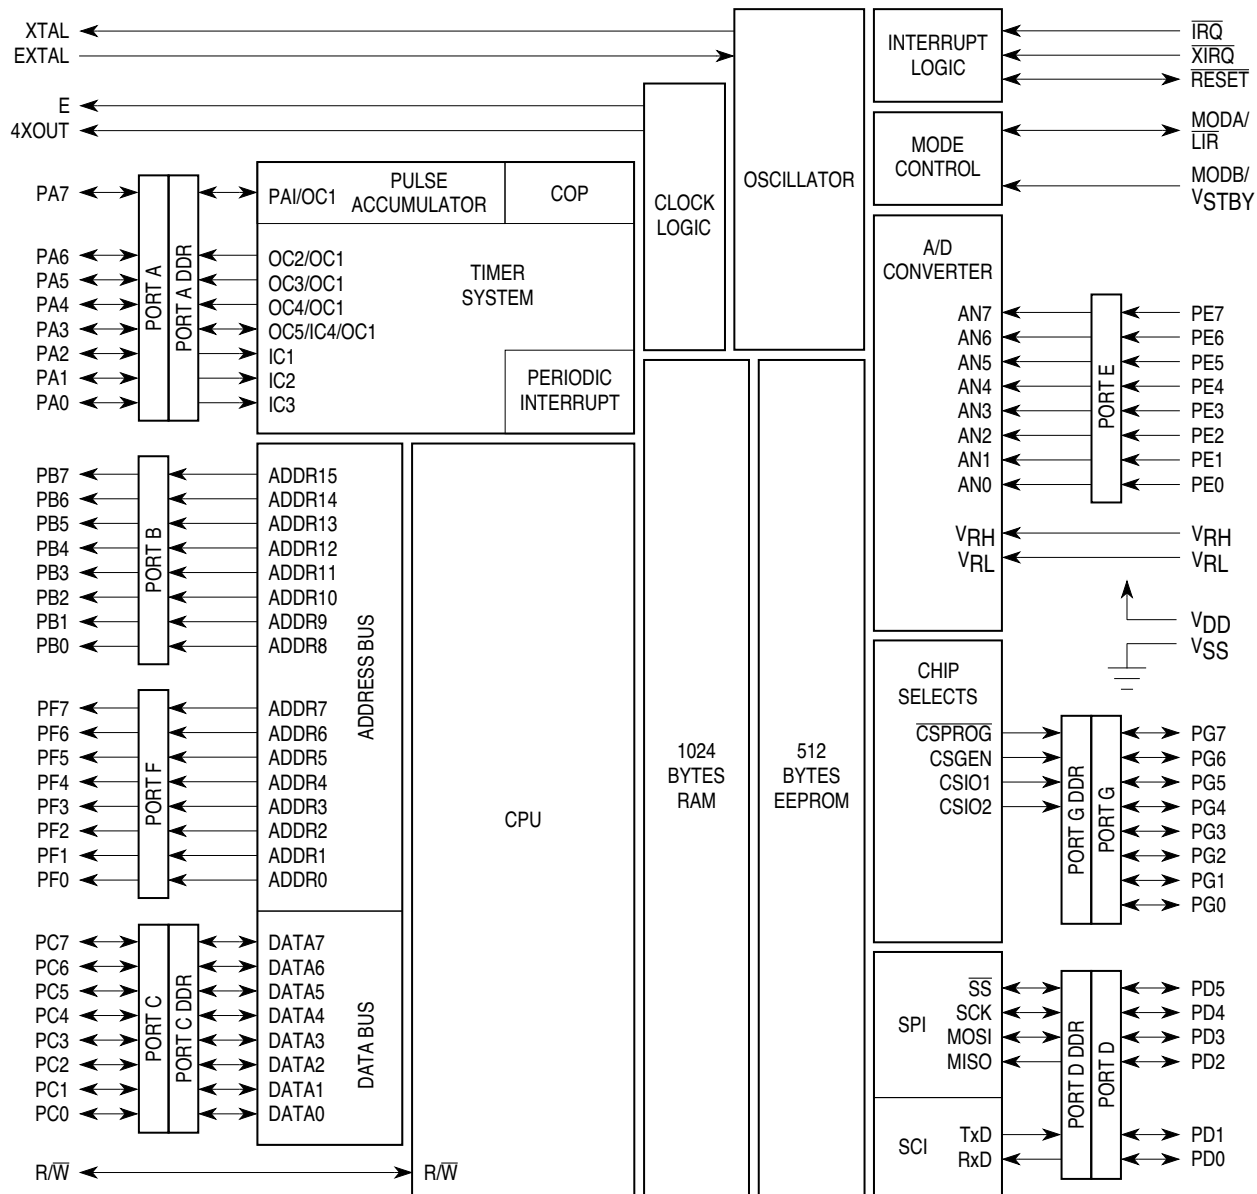 XTAL
EXTAL
E
4XOUT
PA7
PA6
PA5
PA4
PA3
PA2
PA1
PA0
PORT A
PORT A DDR
PAI/OC1
PULSE
ACCUMULATOR
COP
OC2/OC1
OC3/OC1
OC4/OC1
OC5/IC4/OC1
IC1
IC2
IC3
TIMER
SYSTEM
PERIODIC
INTERRUPT
CLOCK
LOGIC
OSCILLATOR
INTERRUPT
LOGIC
IRQ
XIRQ
RESET
MODE
CONTROL
MODA/
LIR
MODB/
VSTBY
A/D
CONVERTER
AN7
AN6
AN5
AN4
AN3
AN2
AN1
AN0
VRH
VRL
PORT E
PE7
PE6
PE5
PE4
PE3
PE2
PE1
PE0
VRH
VRL
VDD
VSS
PB7
PB6
PB5
PB4
PB3
PB2
PB1
PB0
PORT B
ADDR15
ADDR14
ADDR13
ADDR12
ADDR11
ADDR10
ADDR9
ADDR8
PF7
PF6
PF5
PF4
PF3
PF2
PF1
PF0
PORT F
ADDR7
ADDR6
ADDR5
ADDR4
ADDR3
ADDR2
ADDR1
ADDR0
ADDRESS BUS
PC7
PC6
PC5
PC4
PC3
PC2
PC1
PC0
PORT C
PORT C DDR
DATA7
DATA6
DATA5
DATA4
DATA3
DATA2
DATA1
DATA0
DATA BUS
R/W
R/W
CPU
1024
BYTES
RAM
512
BYTES
EEPROM
CHIP
SELECTS
CSPROG
CSGEN
CSIO1
CSIO2
PORT G DDR
PORT G
PG7
PG6
PG5
PG4
PG3
PG2
PG1
PG0
SPI
SS
SCK
MOSI
MISO
SCI
TxD
RxD
PORT D DDR
PORT D
PD5
PD4
PD3
PD2
PD1
PD0